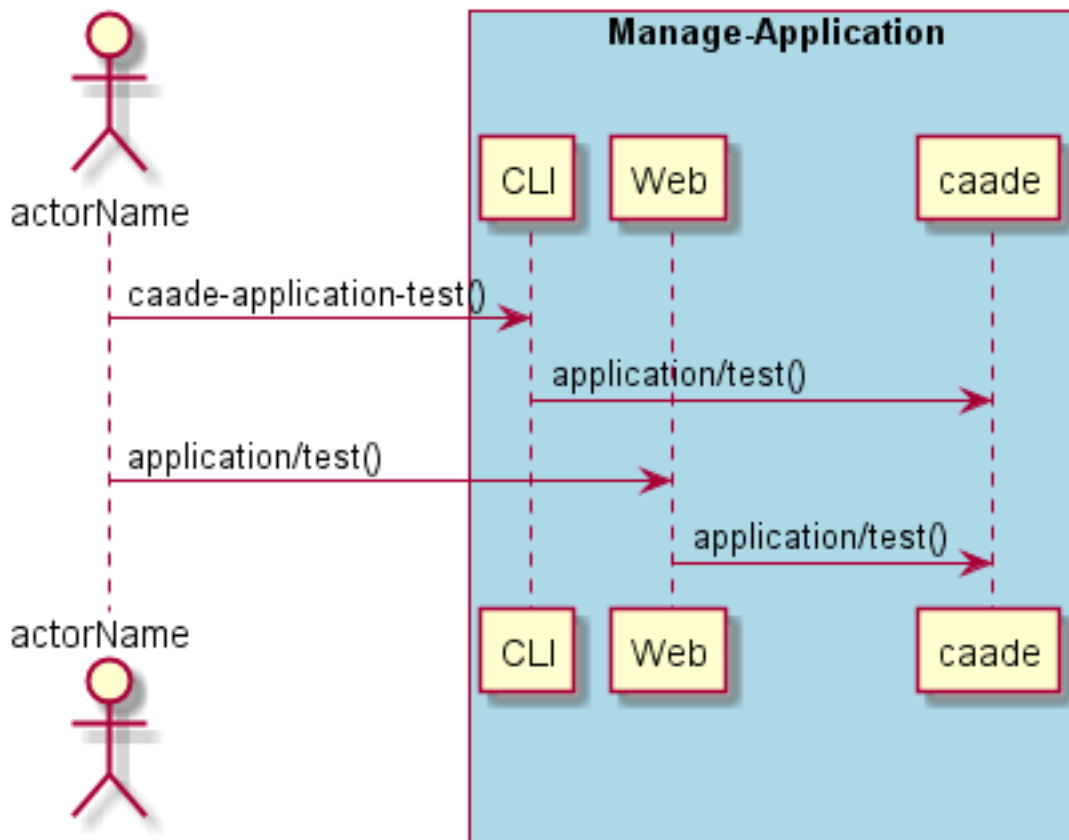 Manage-Application
actorName
CLI
Web
caade
caade-application-test()
application/test()
application/test()
application/test()
actorName
CLI
Web
caade